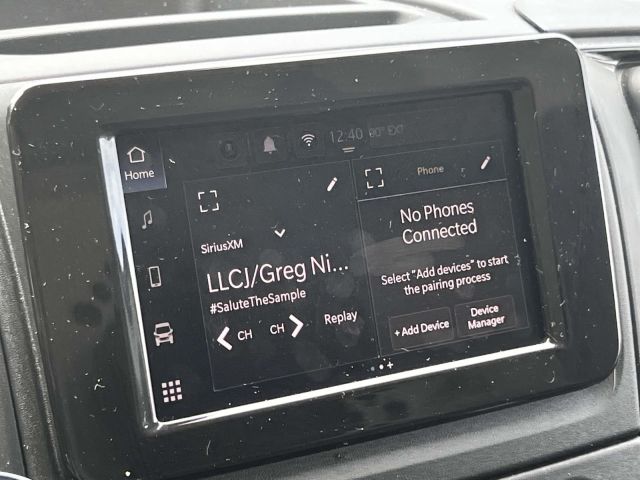 12:40 80° EXT
Home
Phone
No Phones
Connected
SiriusXM
LLCJ/Greg Ni...
#SaluteTheSample
CH CH Replay
Select "Add devices" to start
the pairing process
+ Add Device
Device
Manager